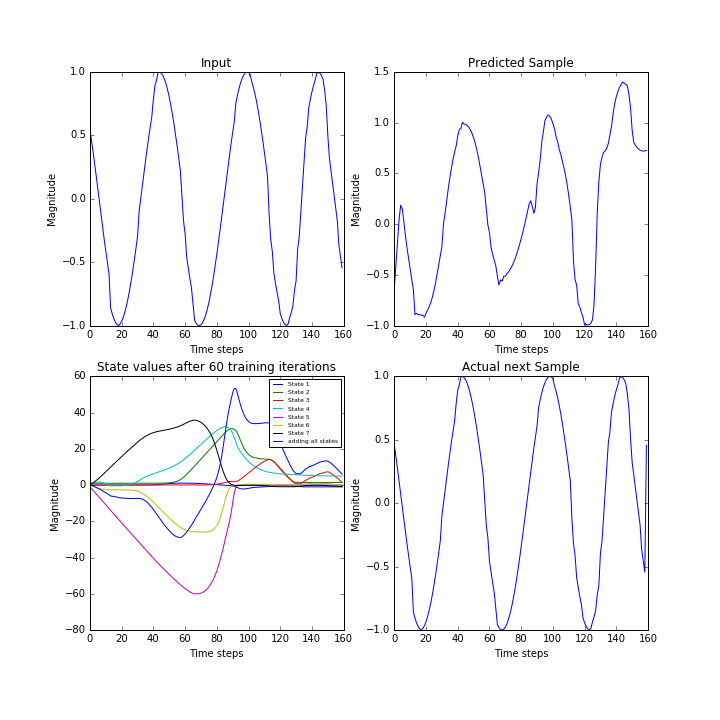 Input
Magnitude
1.0
0.5
0.0
−0.5
−1.0
0 20 40 60 80 100 120 140 160
Time steps
Predicted Sample
Magnitude
1.5
1.0
0.5
0.0
−0.5
−1.0
0 20 40 60 80 100 120 140 160
Time steps
State values after 60 training iterations
Magnitude
60
40
20
0
−20
−40
−60
−80
0 20 40 60 80 100 120 140 160
Time steps
State 1
State 2
State 3
State 4
State 5
State 6
State 7
adding all states
Actual next Sample
Magnitude
1.0
0.5
0.0
−0.5
−1.0
0 20 40 60 80 100 120 140 160
Time steps